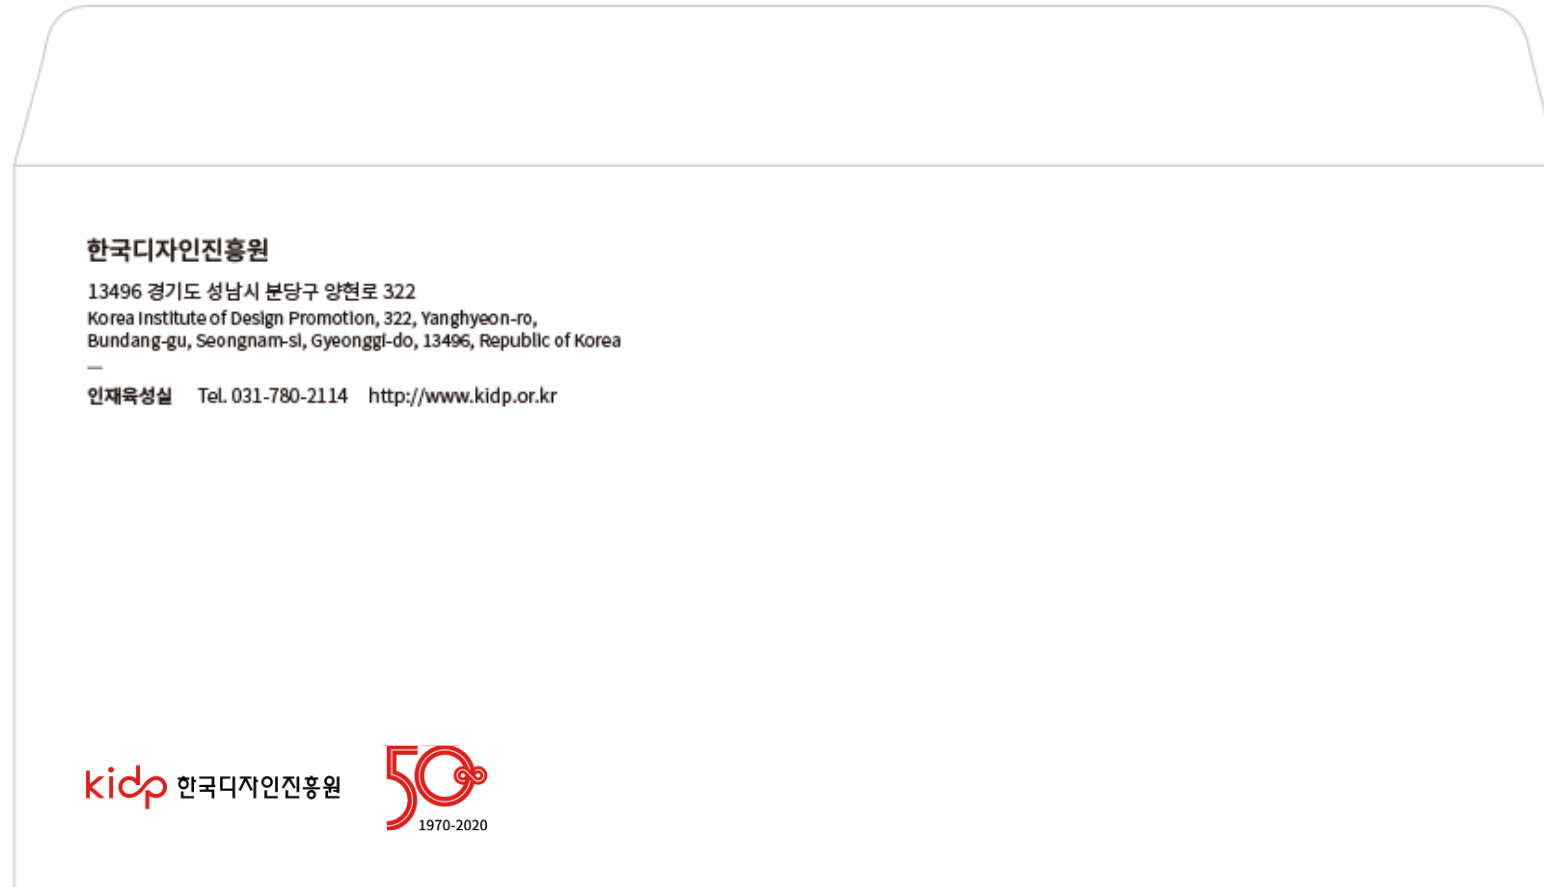 한국디자인진흥원
13496 경기도 성남시 분당구 양현로 322
Korea Institute of Design Promotion, 322, Yanghyeon-ro,
Bundang-gu, Seongnam-si, Gyeonggi-do, 13496, Republic of Korea
—
인재육성실 Tel. 031-780-2114 http://www.kidp.or.kr
kidp 한국디자인진흥원
50
1970-2020